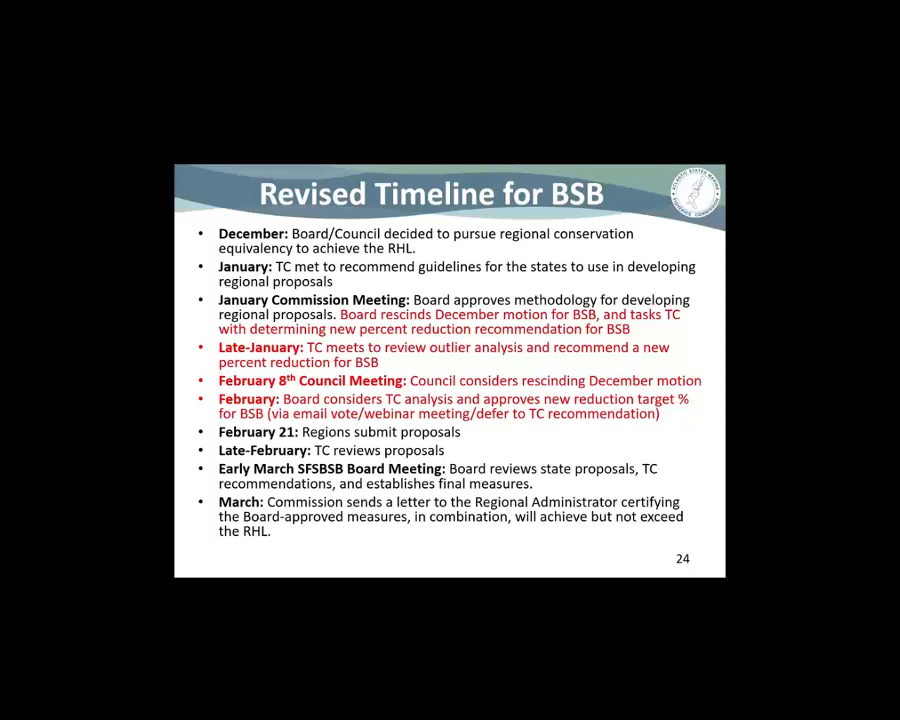 Revised Timeline for BSB
ATLANTIC STATES MARINE
FISHERIES COMMISSION
• December: Board/Council decided to pursue regional conservation
equivalency to achieve the RHL.
• January: TC met to recommend guidelines for the states to use in developing
regional proposals
• January Commission Meeting: Board approves methodology for developing
regional proposals. Board rescinds December motion for BSB, and tasks TC
with determining new percent reduction recommendation for BSB
• Late-January: TC meets to review outlier analysis and recommend a new
percent reduction for BSB
• February 8th Council Meeting: Council considers rescinding December motion
• February: Board considers TC analysis and approves new reduction target %
for BSB (via email vote/webinar meeting/defer to TC recommendation)
• February 21: Regions submit proposals
• Late-February: TC reviews proposals
• Early March SFSBSB Board Meeting: Board reviews state proposals, TC
recommendations, and establishes final measures.
• March: Commission sends a letter to the Regional Administrator certifying
the Board-approved measures, in combination, will achieve but not exceed
the RHL.
24